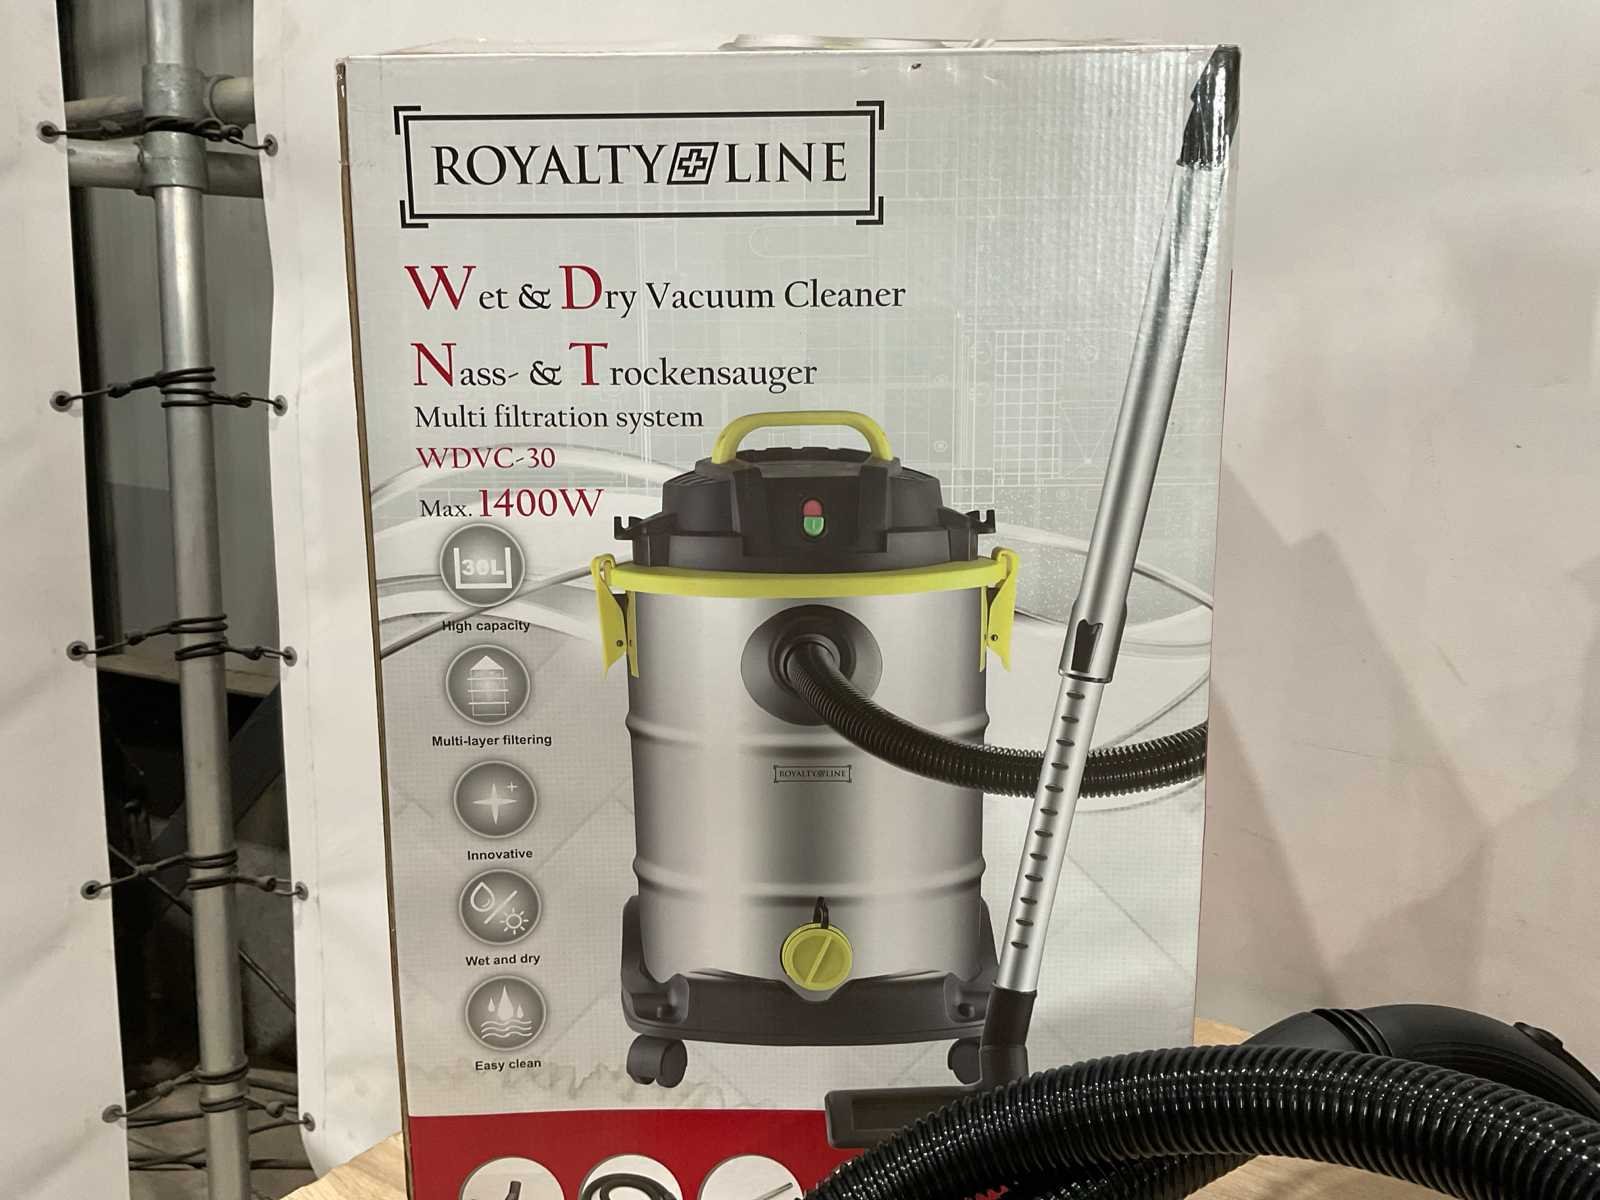 ROYALTY LINE
Wet & Dry Vacuum Cleaner
Nass- & Trockensauger
Multi filtration system
WDVC-30
Max. 1400W
30L
High capacity
Multi-layer filtering
Innovative
Wet and dry
Easy clean
ROYALTY LINE